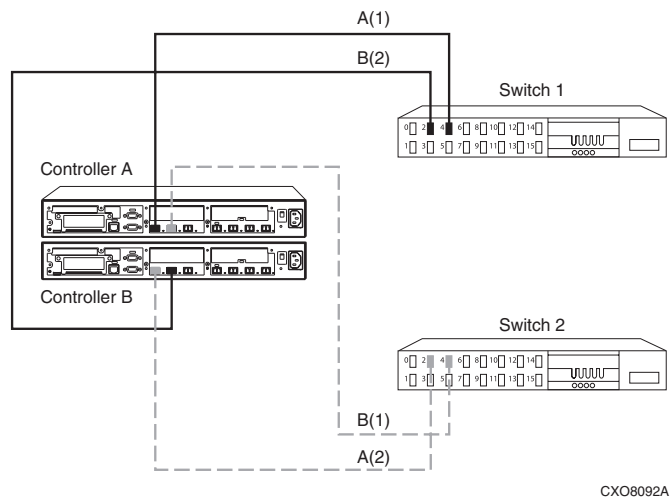 A(1)
B(2)
Switch 1
0 2 4 6 8 10 12 14
1 3 5 7 9 11 13 15
Controller A
Controller B
Switch 2
0 2 4 6 8 10 12 14
1 3 5 7 9 11 13 15
B(1)
A(2)
CXO8092A